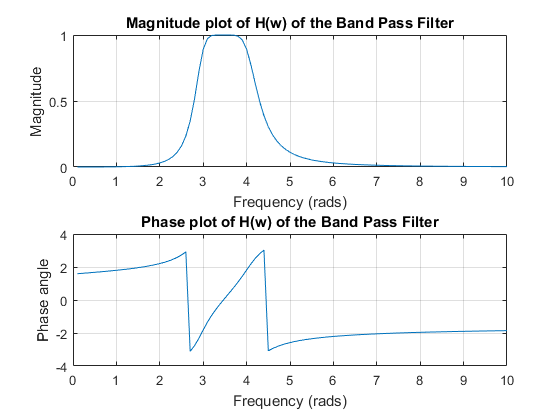 Magnitude plot of H(w) of the Band Pass Filter
1
0.5
0
Magnitude
0 1 2 3 4 5 6 7 8 9 10
Frequency (rads)
Phase plot of H(w) of the Band Pass Filter
4
2
0
-2
-4
Phase angle
0 1 2 3 4 5 6 7 8 9 10
Frequency (rads)